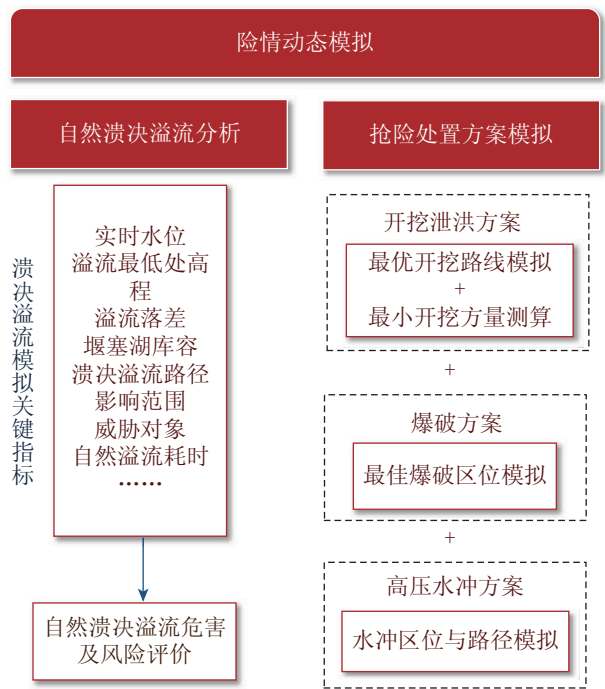 险情动态模拟
自然溃决溢流分析
溃决溢流模拟关键指标
实时水位
溢流最低处高
程
溢流落差
堰塞湖库容
溃决溢流路径
影响范围
威胁对象
自然溢流耗时
……
自然溃决溢流危害
及风险评价
抢险处置方案模拟
开挖泄洪方案
最优开挖路线模拟
+
最小开挖方量测算
+
爆破方案
最佳爆破区位模拟
+
高压水冲方案
水冲区位与路径模拟